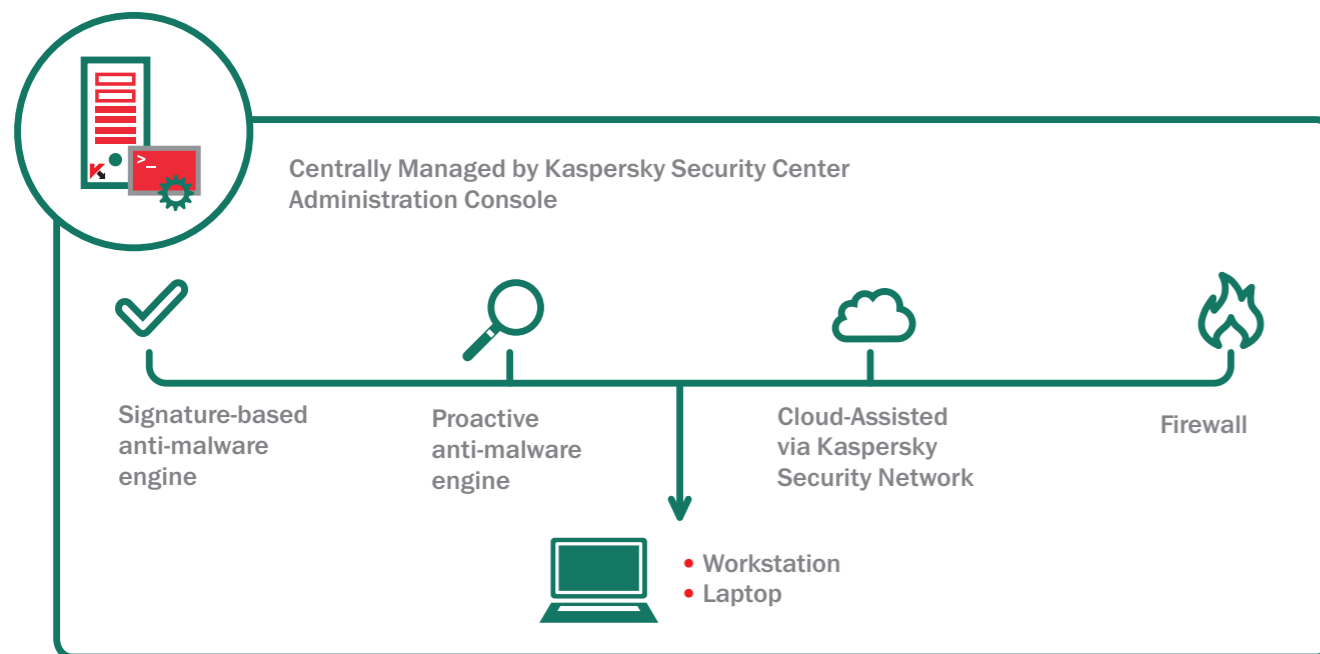 >_
Centrally Managed by Kaspersky Security Center
Administration Console
Signature-based
anti-malware
engine
Proactive
anti-malware
engine
Cloud-Assisted
via Kaspersky
Security Network
Firewall
• Workstation
• Laptop